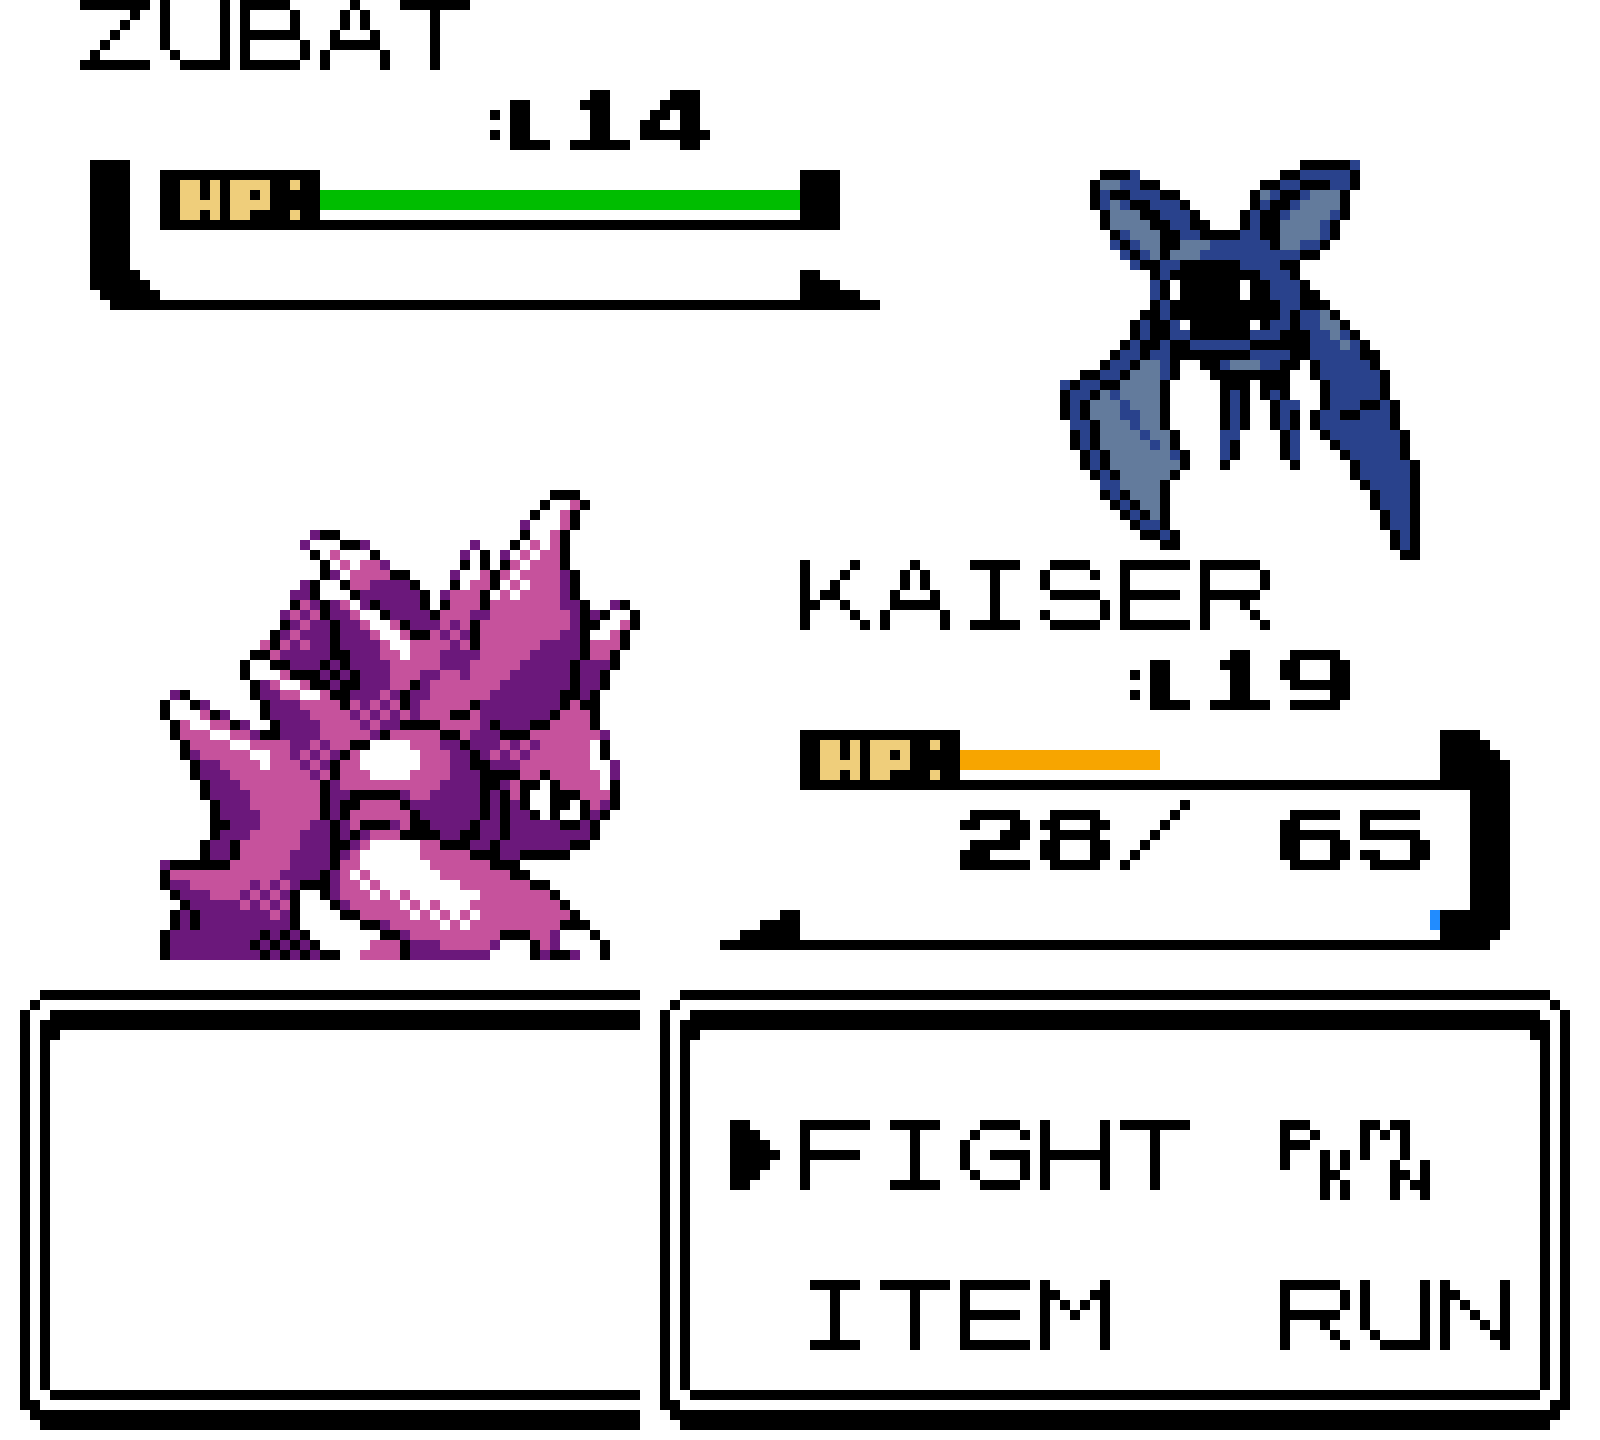 ZUBAT
:L14
HP:
KAISER
:L19
HP:
28/ 65
FIGHT PKMN
ITEM RUN